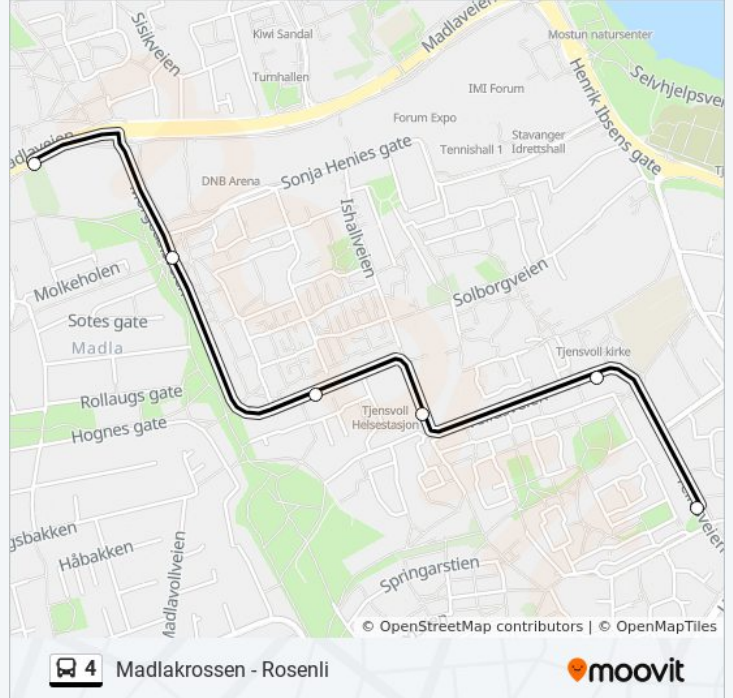 Sisikveien
Kiwi Sandal
Turnhallen
Madlaveien
Mostun natursenter
Henrik Ibsens gate
Selvhjelpsve
IMI Forum
Forum Expo
Stavanger
Idrettshall
Tennishall 1
DNB Arena
Sonja Henies gate
Ishallveien
Molkeholen
Solborgveien
Sotes gate
Madla
Tjensvoll kirke
Rollaugs gate
Hognes gate
Tjensvoll
Helsestasjon
gsbakken
Håbakken
Madlavollveien
Springarstien
© OpenStreetMap contributors | © OpenMapTiles
4 Madlakrossen - Rosenli
moovit